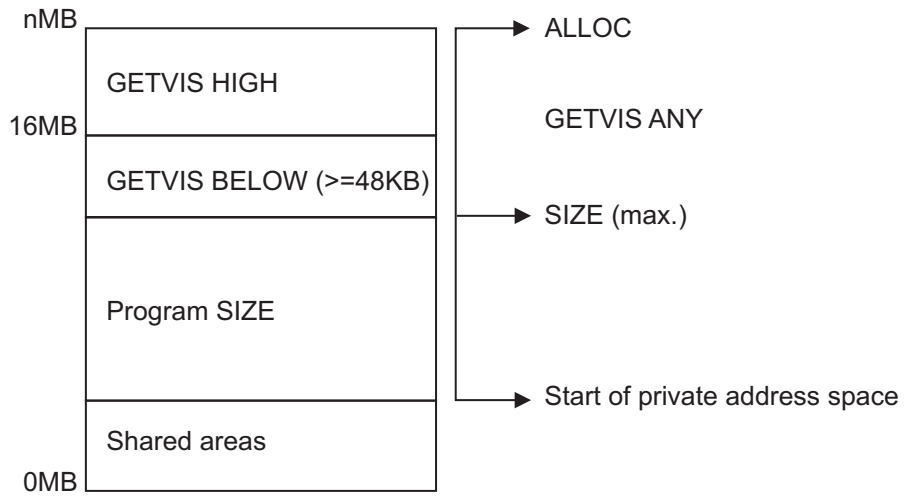 nMB
ALLOC
GETVIS HIGH
16MB
GETVIS ANY
GETVIS BELOW (>=48KB)
SIZE (max.)
Program SIZE
Start of private address space
Shared areas
0MB